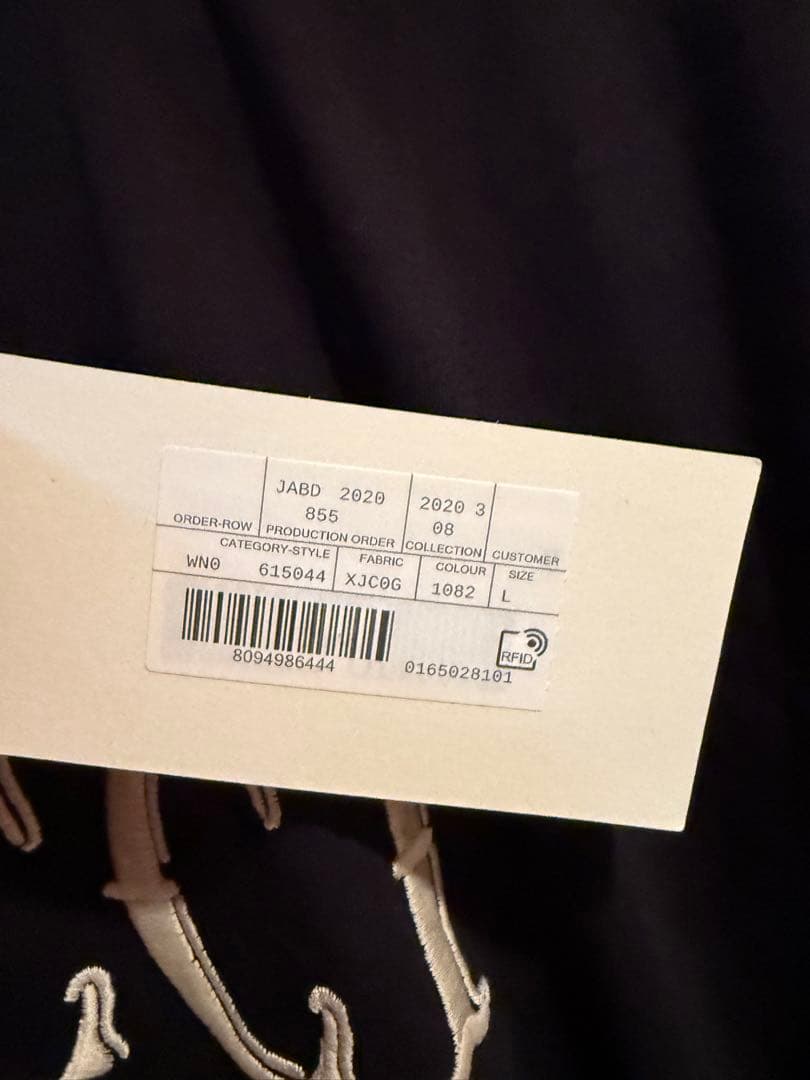 JABD 2020
855
2020 3
08
ORDER-ROW
PRODUCTION ORDER
COLLECTION
CUSTOMER
CATEGORY-STYLE
FABRIC
COLOUR
SIZE
WN0 615044
XJC0G
1082
L
8094986444
0165028101
RFID